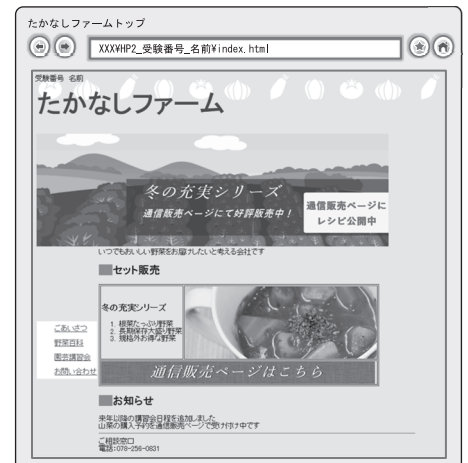 たかなしファームトップ
XXX¥HP2_受験番号_名前¥index.html
受験番号 名前
たかなしファーム
冬の充実シリーズ
通信販売ページにて好評販売中！
通信販売ページに
レシピ公開中
いつでもおいしい野菜をお届けしたいと考える会社です
セット販売
冬の充実シリーズ
1. 根菜たっぷり野菜
2. 長期保存大盛り野菜
3. 規格外お得な野菜
通信販売ページはこちら
ごあいさつ
野菜百科
園芸講習会
お問い合わせ
お知らせ
来年以降の講習会日程を追加しました
山菜の購入予約を通信販売ページで受け付け中です
ご相談窓口
電話:078-256-0831